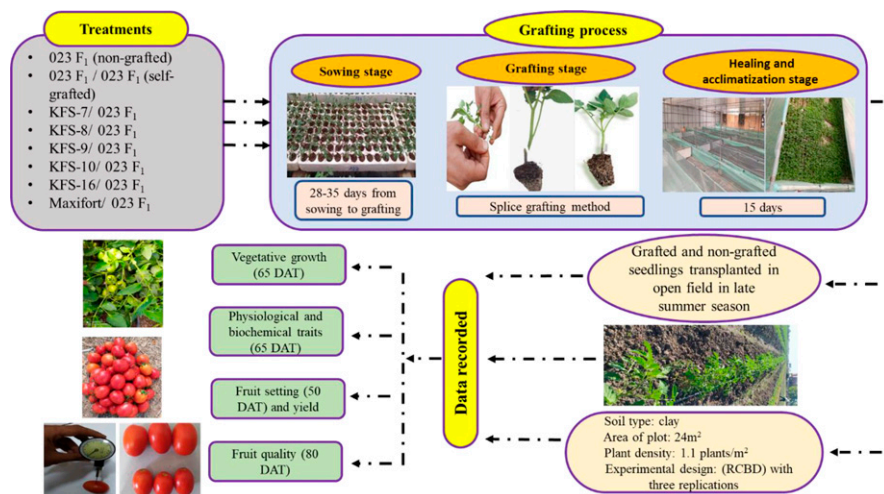 Treatments
• 023 F₁ (non-grafted)
• 023 F₁ / 023 F₁ (self-
grafted)
• KFS-7/ 023 F₁
• KFS-8/ 023 F₁
• KFS-9/ 023 F₁
• KFS-10/ 023 F₁
• KFS-16/ 023 F₁
• Maxifort/ 023 F₁
Grafting process
Sowing stage
28-35 days from
sowing to grafting
Grafting stage
Splice grafting method
Healing and
acclimatization stage
15 days
Grafted and non-grafted
seedlings transplanted in
open field in late
summer season
Soil type: clay
Area of plot: 24m²
Plant density: 1.1 plants/m²
Experimental design: (RCBD) with
three replications
Data recorded
Vegetative growth
(65 DAT)
Physiological and
biochemical traits
(65 DAT)
Fruit setting (50
DAT) and yield
Fruit quality (80
DAT)